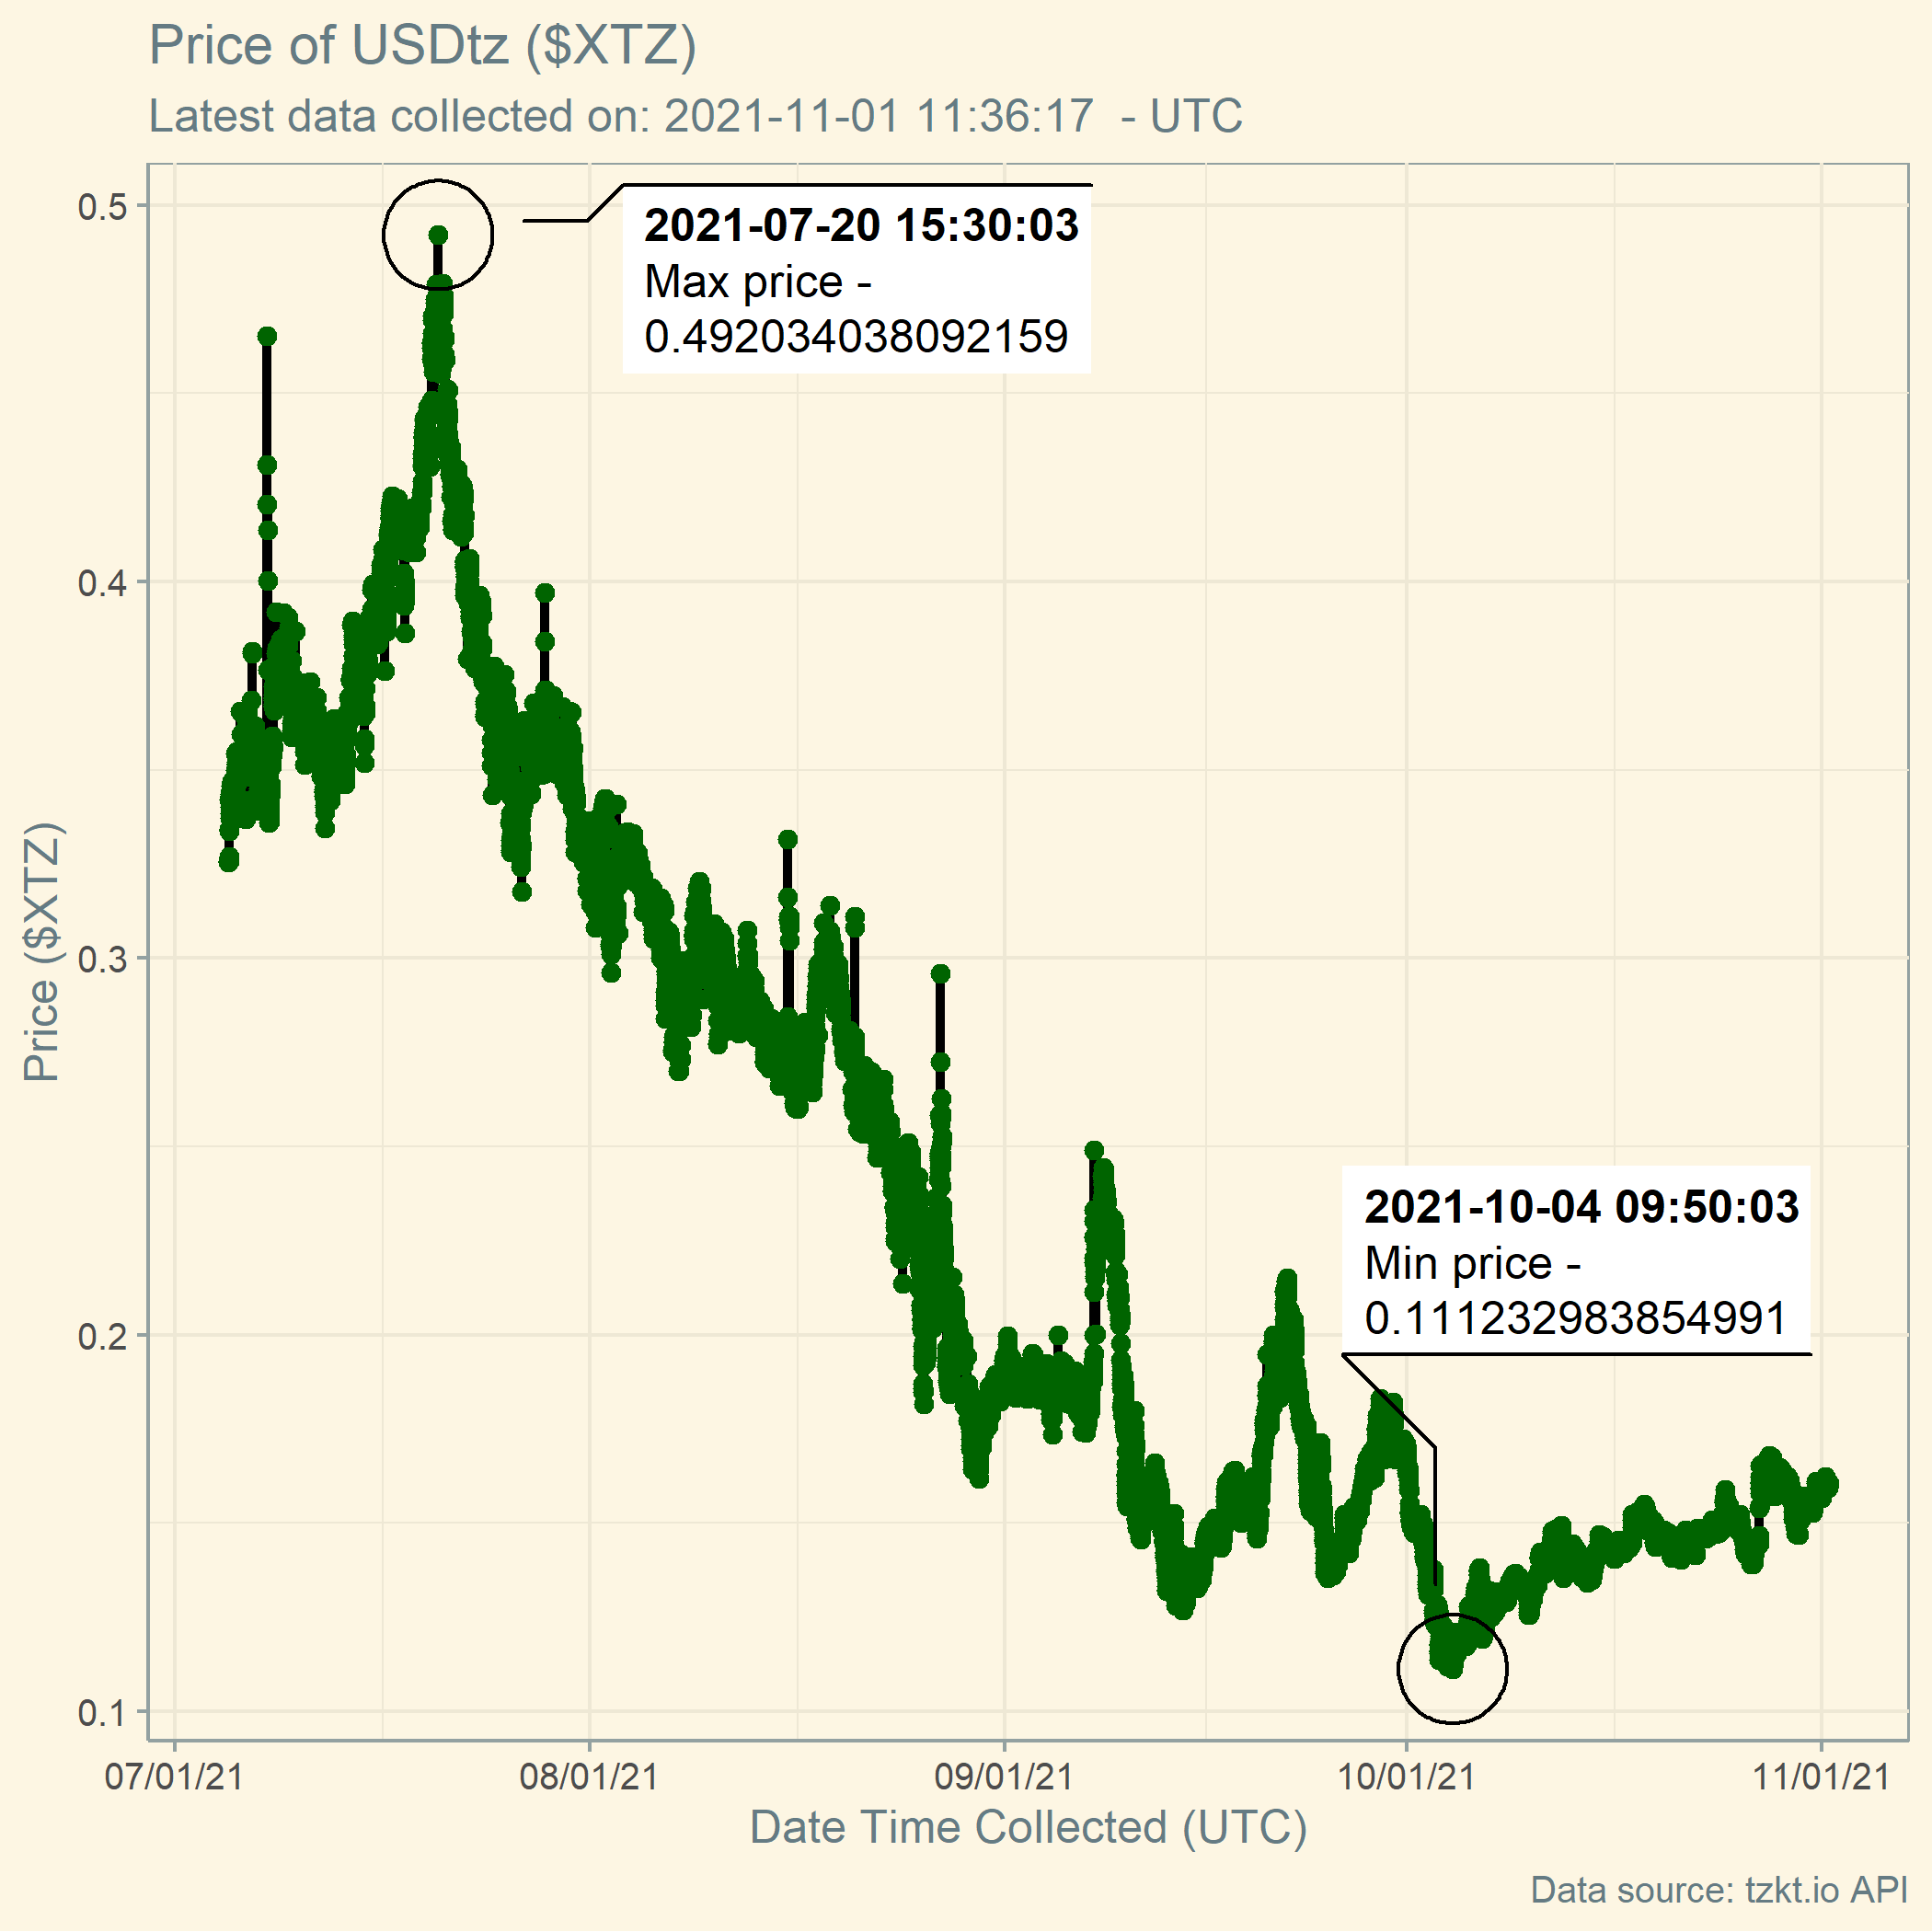 Price of USDtz ($XTZ)
Latest data collected on: 2021-11-01 11:36:17  - UTC
0.5
0.4
0.3
0.2
0.1
Price ($XTZ)
2021-07-20 15:30:03
Max price -
0.492034038092159
2021-10-04 09:50:03
Min price -
0.111232983854991
07/01/21
08/01/21
09/01/21
10/01/21
11/01/21
Date Time Collected (UTC)
Data source: tzkt.io API